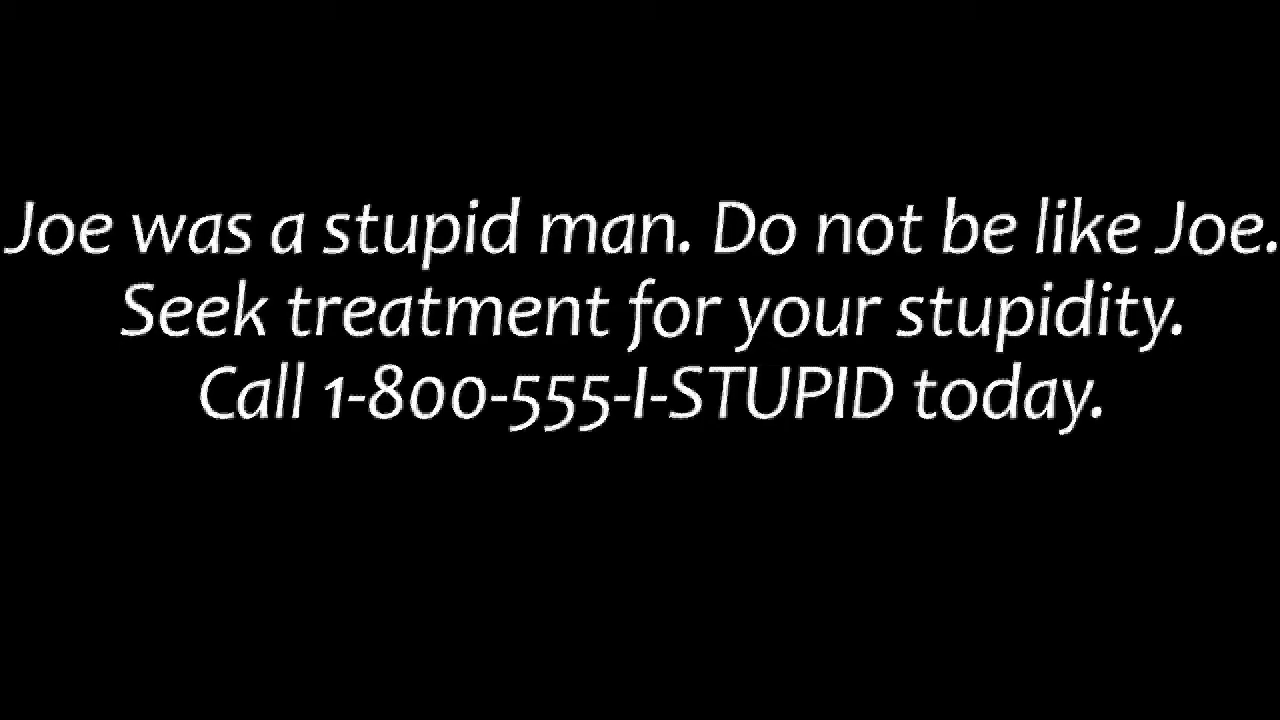 Joe was a stupid man. Do not be like Joe.
Seek treatment for your stupidity.
Call 1-800-555-I-STUPID today.